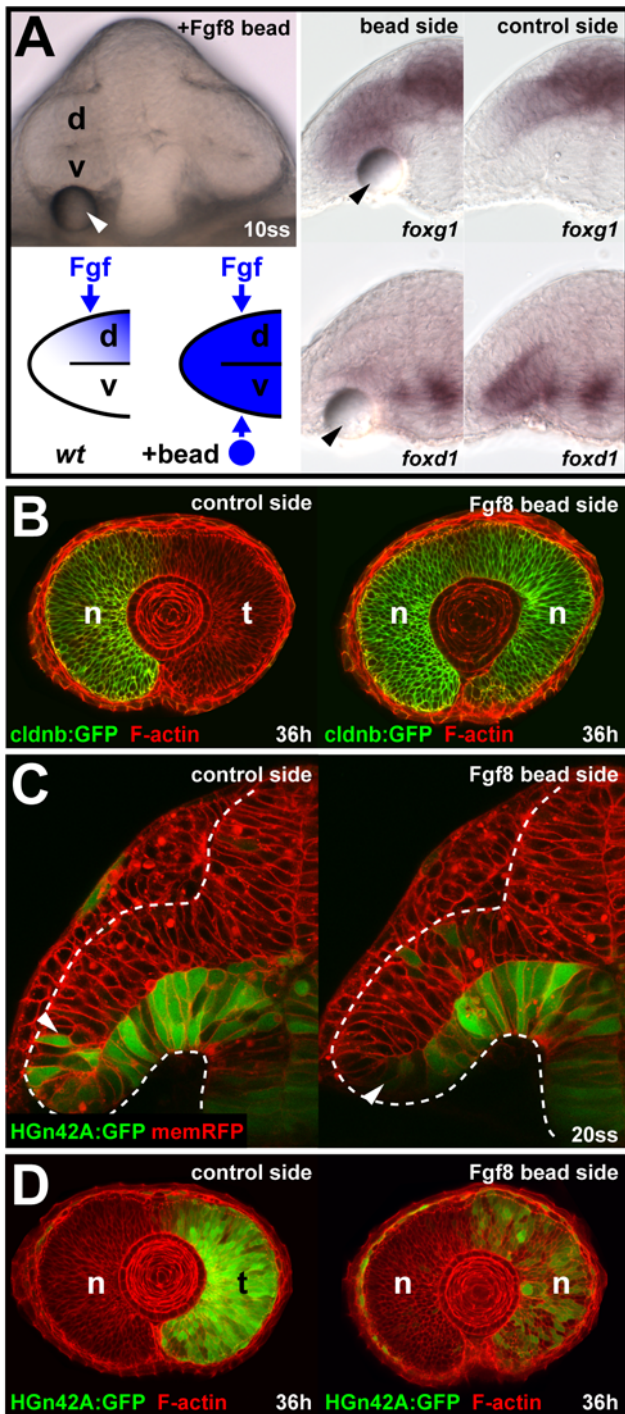 A
+Fgf8 bead
d
v
10ss
bead side
control side
foxg1
foxg1
Fgf
Fgf
d
v
d
v
wt
+bead
foxd1
foxd1
B
control side
Fgf8 bead side
n
t
n
n
cldnb:GFP F-actin 36h
cldnb:GFP F-actin 36h
C
control side
Fgf8 bead side
HGn42A:GFP memRFP
20ss
D
control side
Fgf8 bead side
n
t
n
n
HGn42A:GFP F-actin 36h
HGn42A:GFP F-actin 36h